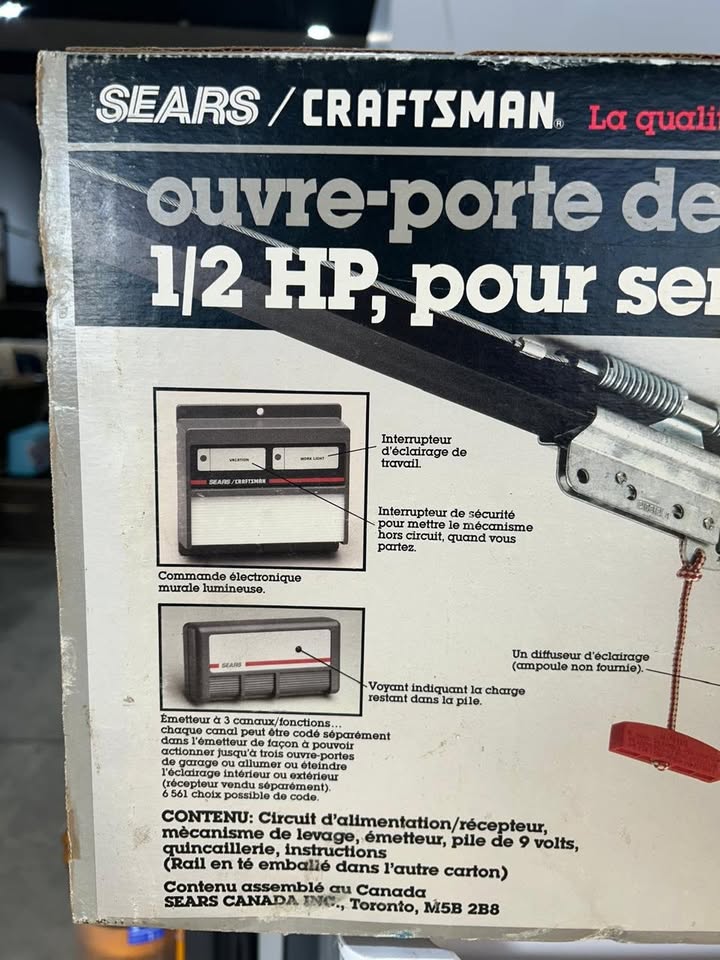 SEARS / CRAFTSMAN® La quali
ouvre-porte de
1/2 HP, pour se
VACATION
WORK LIGHT
SEARS / CRAFTSMAN
Interrupteur
d'éclairage de
travail.
Interrupteur de sécurité
pour mettre le mécanisme
hors circuit, quand vous
partez.
Commande électronique
murale lumineuse.
SEARS
Voyant indiquant la charge
restant dans la pile.
Un diffuseur d'éclairage
(ampoule non fournie).
Émetteur à 3 canaux/fonctions...
chaque canal peut être codé séparément
dans l'émetteur de façon à pouvoir
actionner jusqu'à trois ouvre-portes
de garage ou allumer ou éteindre
l'éclairage intérieur ou extérieur
(récepteur vendu séparément).
6 561 choix possible de code.
CONTENU: Circuit d'alimentation/récepteur,
mècanisme de levage, émetteur, pile de 9 volts,
quincaillerie, instructions
(Rail en té emballé dans l'autre carton)
Contenu assemblé au Canada
SEARS CANADA INC., Toronto, M5B 2B8